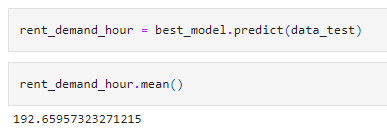 rent_demand_hour = best_model.predict(data_test)
rent_demand_hour.mean()
192.65957323271215